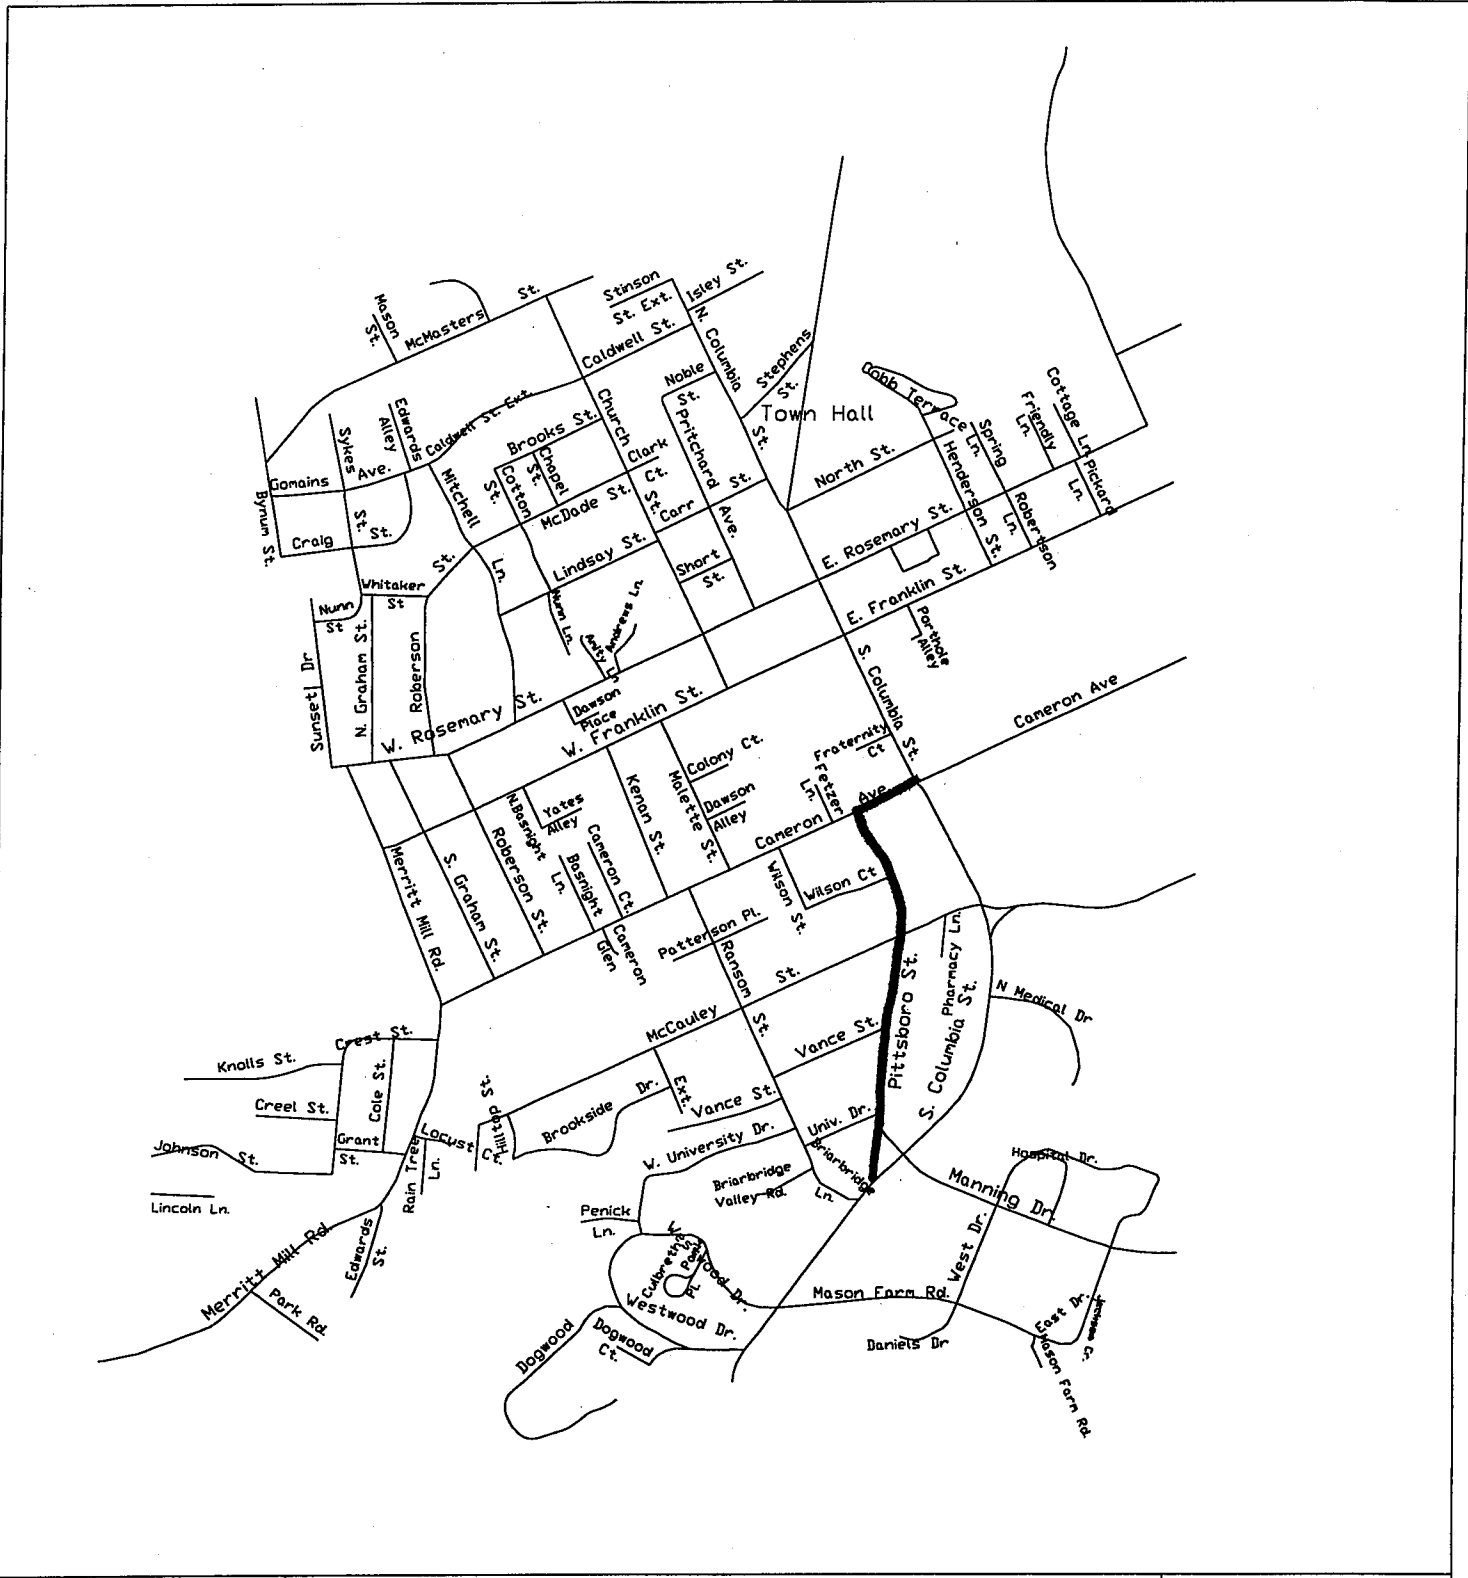 Mason
St.
McMasters
St.
Stinson
St. Ext.
Isley St.
N. Columbia
St.
Caldwell St.
Stephens
St.
Town Hall
Noble
St.
Pritchard
Ave.
Church
St.
Brooks St.
Caldwell St. Ext.
Edwards
Alley
Sykes
St.
Gomains
Ave.
Bynum St.
Craig
St.
Mitchell
Ln.
Cotton
St.
Chapel
St.
McDade St.
Clark
Ct.
Carr
St.
Lindsay St.
Short
St.
Cobb Terrace
North St.
Henderson St.
Spring
Ln.
Friendly
Ln.
Cottage Ln.
Pickard
Ln.
Robertson
Ln.
E. Rosemary St.
E. Franklin St.
Porthole
Alley
Whitaker
St
St.
Nunn
St
Sunset Dr
N. Graham St.
Roberson
W. Rosemary St.
Nunn Ln.
Amity Ln
Andrews Ln
Dawson
Place
W. Franklin St.
S. Columbia
St.
Cameron Ave
Fraternity
Ct
Fetzer
Ln.
Colony Ct.
Dawson
Alley
Malette St.
Kenan St.
Yates
Alley
N.Basnight
Ln.
Basnight
Cameron Ct.
Roberson St.
S. Graham St.
Merritt Mill Rd.
Cameron
Ave.
Wilson St.
Wilson Ct
Cameron
Glen
Patterson Pl.
Ransom
St.
McCauley
St.
Pittsboro St.
Pharmacy Ln.
S. Columbia St.
N Medical Dr
Vance St.
Ext.
Vance St.
Univ. Dr.
W. University Dr.
Briarbridge
Ln.
Briarbridge
Valley Rd.
Brookside
Dr.
Hilltop St.
Locust
Ct.
Crest St.
Knolls St.
Creel St.
Cole St.
Grant
St.
Johnson St.
Lincoln Ln.
Rain Tree
Ln.
Edwards
St.
Merritt Mill Rd.
Park Rd.
Penick
Ln.
Westwood Dr.
Culbreth
Park
Pl
Westwood Dr.
Dogwood
Dogwood
Ct.
Mason Farm Rd.
Manning Dr.
Hospital Dr.
West Dr.
East Dr.
Daniels Dr
Mason Farm Rd.